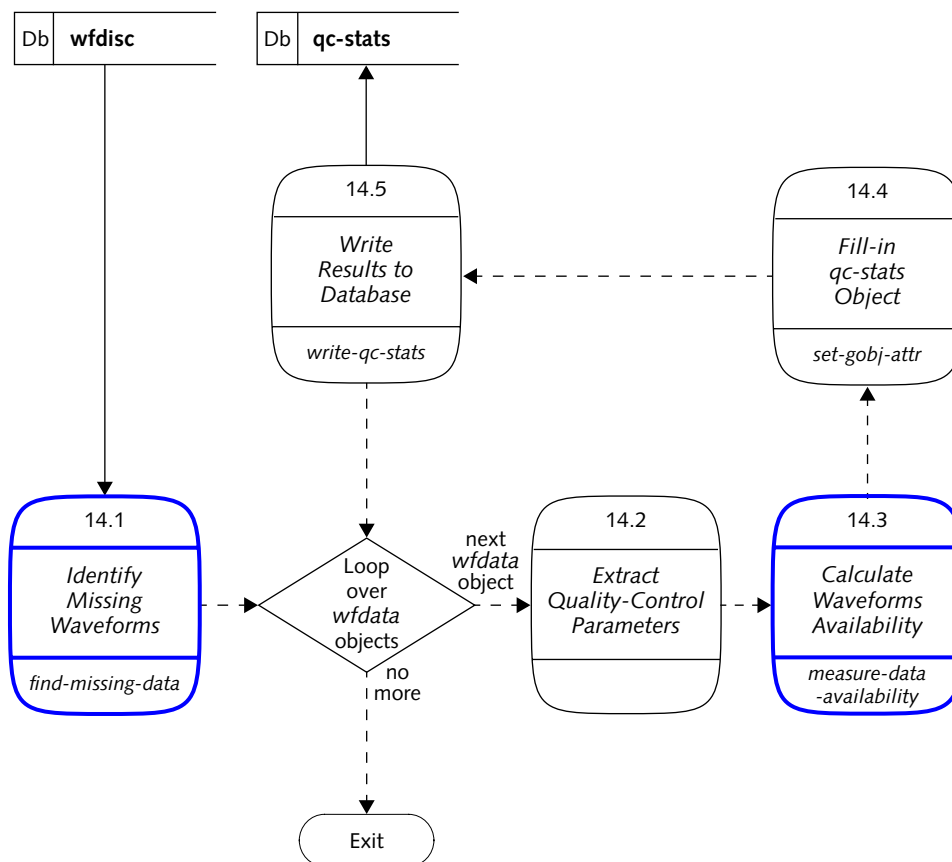 Db wfdisc
Db qc-stats
14.5
Write
Results to
Database
write-qc-stats
14.4
Fill-in
qc-stats
Object
set-gobj-attr
14.1
Identify
Missing
Waveforms
find-missing-data
Loop
over
wfdata
objects
next
wfdata
object
no
more
14.2
Extract
Quality-Control
Parameters
14.3
Calculate
Waveforms
Availability
measure-data
-availability
Exit